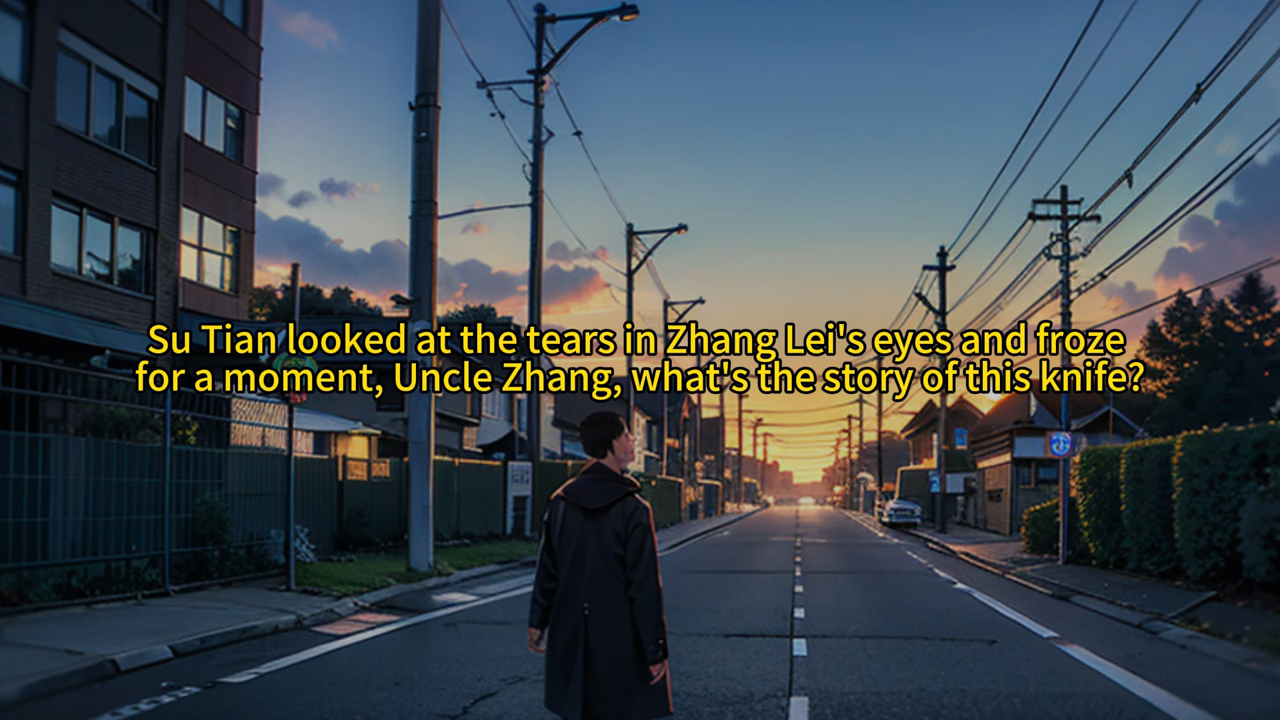 Su Tian looked at the tears in Zhang Lei's eyes and froze
for a moment, Uncle Zhang, what's the story of this knife?